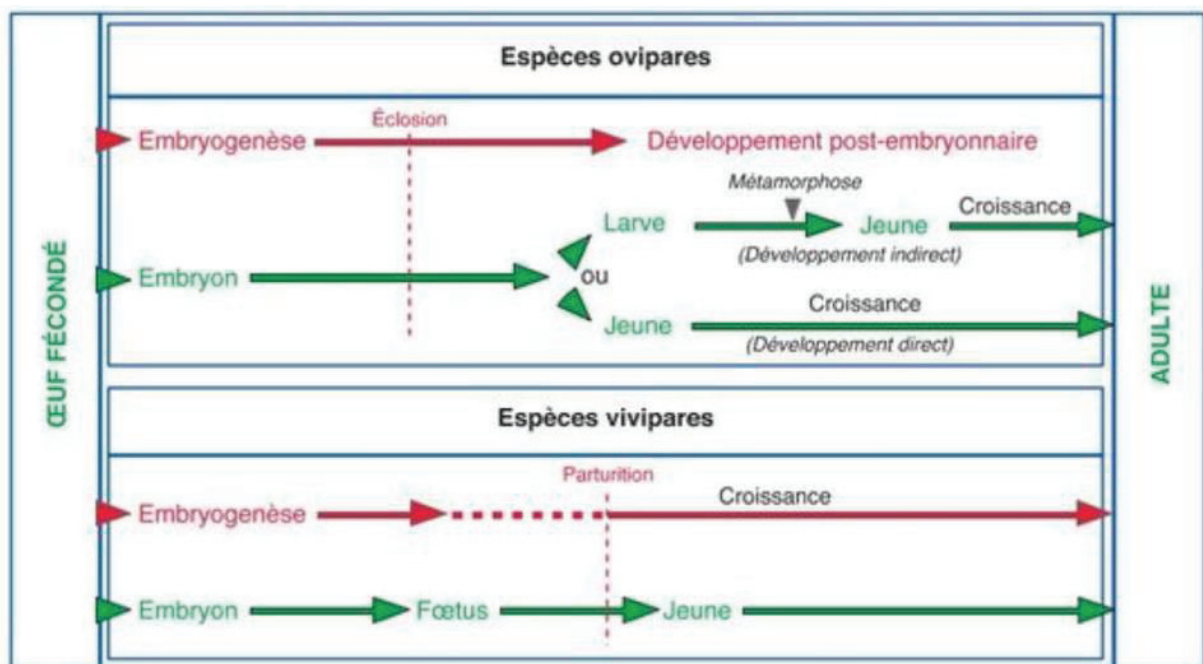 ŒUF FÉCONDÉ
Espèces ovipares
Éclosion
Embryogenèse
Développement post-embryonnaire
Métamorphose
Larve
Jeune
Croissance
(Développement indirect)
Embryon
ou
Croissance
Jeune
(Développement direct)
Espèces vivipares
Parturition
Embryogenèse
Croissance
Embryon
Fœtus
Jeune
ADULTE